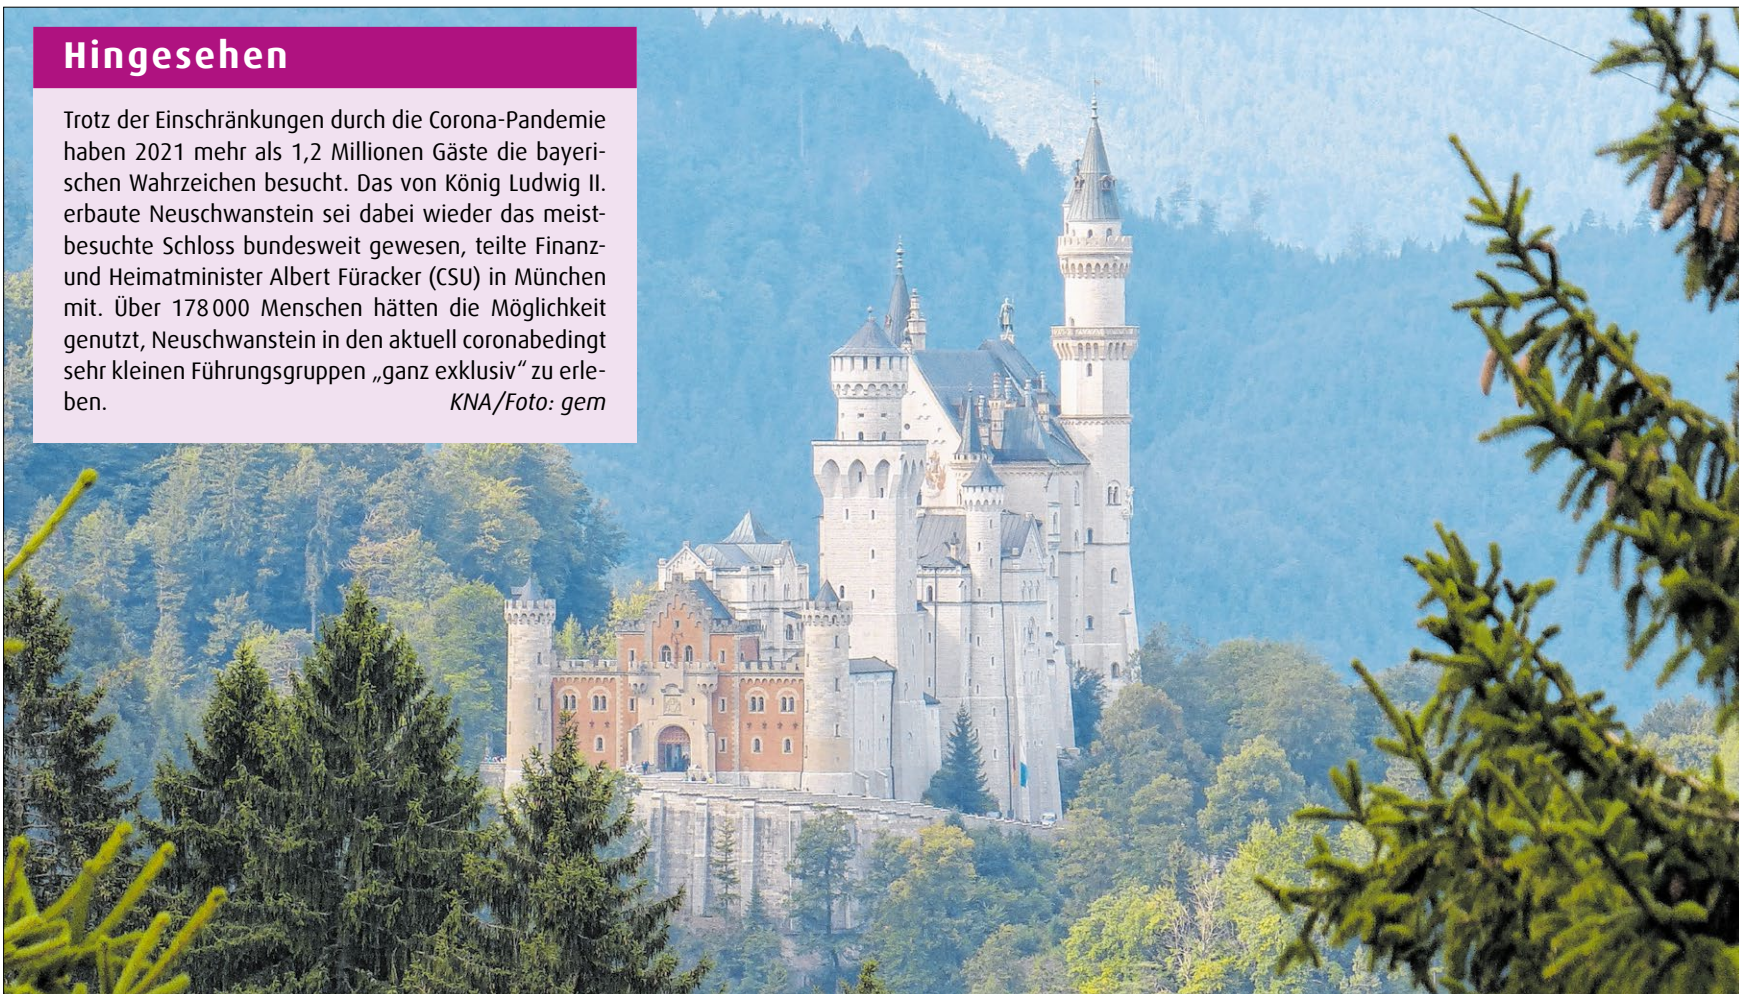 Hingesehen
Trotz der Einschränkungen durch die Corona-Pandemie
haben 2021 mehr als 1,2 Millionen Gäste die bayeri-
schen Wahrzeichen besucht. Das von König Ludwig II.
erbaute Neuschwanstein sei dabei wieder das meist-
besuchte Schloss bundesweit gewesen, teilte Finanz-
und Heimatminister Albert Füracker (CSU) in München
mit. Über 178 000 Menschen hätten die Möglichkeit
genutzt, Neuschwanstein in den aktuell coronabedingt
sehr kleinen Führungsgruppen „ganz exklusiv“ zu erle-
ben. KNA/Foto: gem